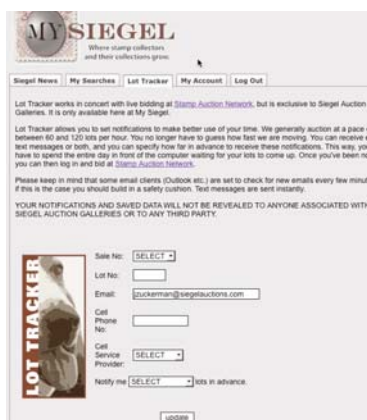 MY SIEGEL
Where stamp collectors
and their collections grow.
Siegel News My Searches Lot Tracker My Account Log Out
Lot Tracker works in concert with live bidding at Stamp Auction Network, but is exclusive to Siegel Auction
Galleries. It is only available here at My Siegel.
Lot Tracker allows you to set notifications to make better use of your time. We generally auction at a pace
between 60 and 120 lots per hour. You no longer have to guess how fast we are moving. You can receive
text messages or both, and you can specify how far in advance to receive these notifications. This way, you
have to spend the entire day in front of the computer waiting for your lots to come up. Once you've been
you can then log in and bid at Stamp Auction Network.
Please keep in mind that some email clients (Outlook etc.) are set to check for new emails every few
if this is the case you should build in a safety cushion. Text messages are sent instantly.
YOUR NOTIFICATIONS AND SAVED DATA WILL NOT BE REVEALED TO ANYONE ASSOCIATED WITH
SIEGEL AUCTION GALLERIES OR TO ANY THIRD PARTY.
LOT TRACKER
Sale No: SELECT
Lot No:
Email: jzuckerman@siegelauctions.com
Cell
Phone
No:
Cell
Service
Provider: SELECT
Notify me SELECT lots in advance.
update